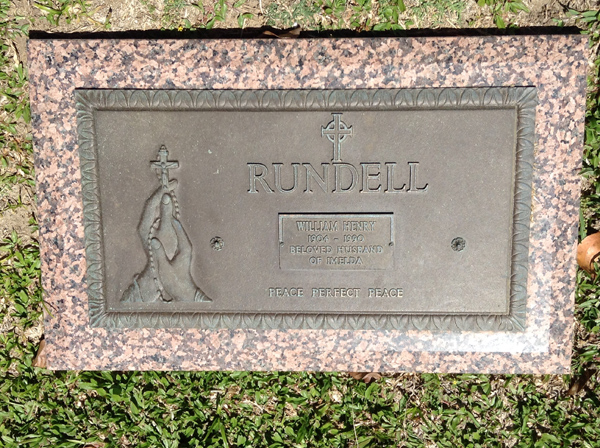 RUNDELL
WILLIAM HENRY
1904 - 1990
BELOVED HUSBAND
OF IMELDA
PEACE PERFECT PEACE